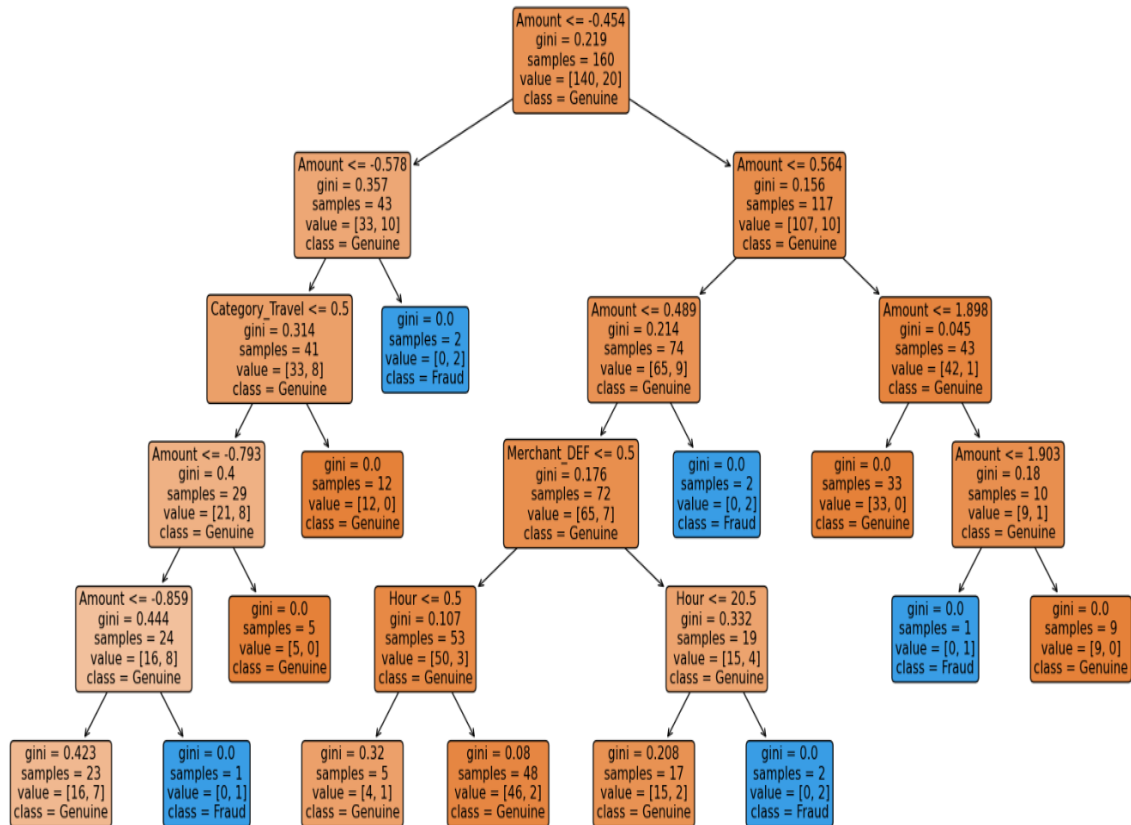 Amount <= -0.454
gini = 0.219
samples = 160
value = [140, 20]
class = Genuine
Amount <= -0.578
gini = 0.357
samples = 43
value = [33, 10]
class = Genuine
Amount <= 0.564
gini = 0.156
samples = 117
value = [107, 10]
class = Genuine
Category_Travel <= 0.5
gini = 0.314
samples = 41
value = [33, 8]
class = Genuine
gini = 0.0
samples = 2
value = [0, 2]
class = Fraud
Amount <= 0.489
gini = 0.214
samples = 74
value = [65, 9]
class = Genuine
Amount <= 1.898
gini = 0.045
samples = 43
value = [42, 1]
class = Genuine
Amount <= -0.793
gini = 0.4
samples = 29
value = [21, 8]
class = Genuine
gini = 0.0
samples = 12
value = [12, 0]
class = Genuine
Merchant_DEF <= 0.5
gini = 0.176
samples = 72
value = [65, 7]
class = Genuine
gini = 0.0
samples = 2
value = [0, 2]
class = Fraud
gini = 0.0
samples = 33
value = [33, 0]
class = Genuine
Amount <= 1.903
gini = 0.18
samples = 10
value = [9, 1]
class = Genuine
Amount <= -0.859
gini = 0.444
samples = 24
value = [16, 8]
class = Genuine
gini = 0.0
samples = 5
value = [5, 0]
class = Genuine
Hour <= 0.5
gini = 0.107
samples = 53
value = [50, 3]
class = Genuine
Hour <= 20.5
gini = 0.332
samples = 19
value = [15, 4]
class = Genuine
gini = 0.0
samples = 1
value = [0, 1]
class = Fraud
gini = 0.0
samples = 9
value = [9, 0]
class = Genuine
gini = 0.423
samples = 23
value = [16, 7]
class = Genuine
gini = 0.0
samples = 1
value = [0, 1]
class = Fraud
gini = 0.32
samples = 5
value = [4, 1]
class = Genuine
gini = 0.08
samples = 48
value = [46, 2]
class = Genuine
gini = 0.208
samples = 17
value = [15, 2]
class = Genuine
gini = 0.0
samples = 2
value = [0, 2]
class = Fraud